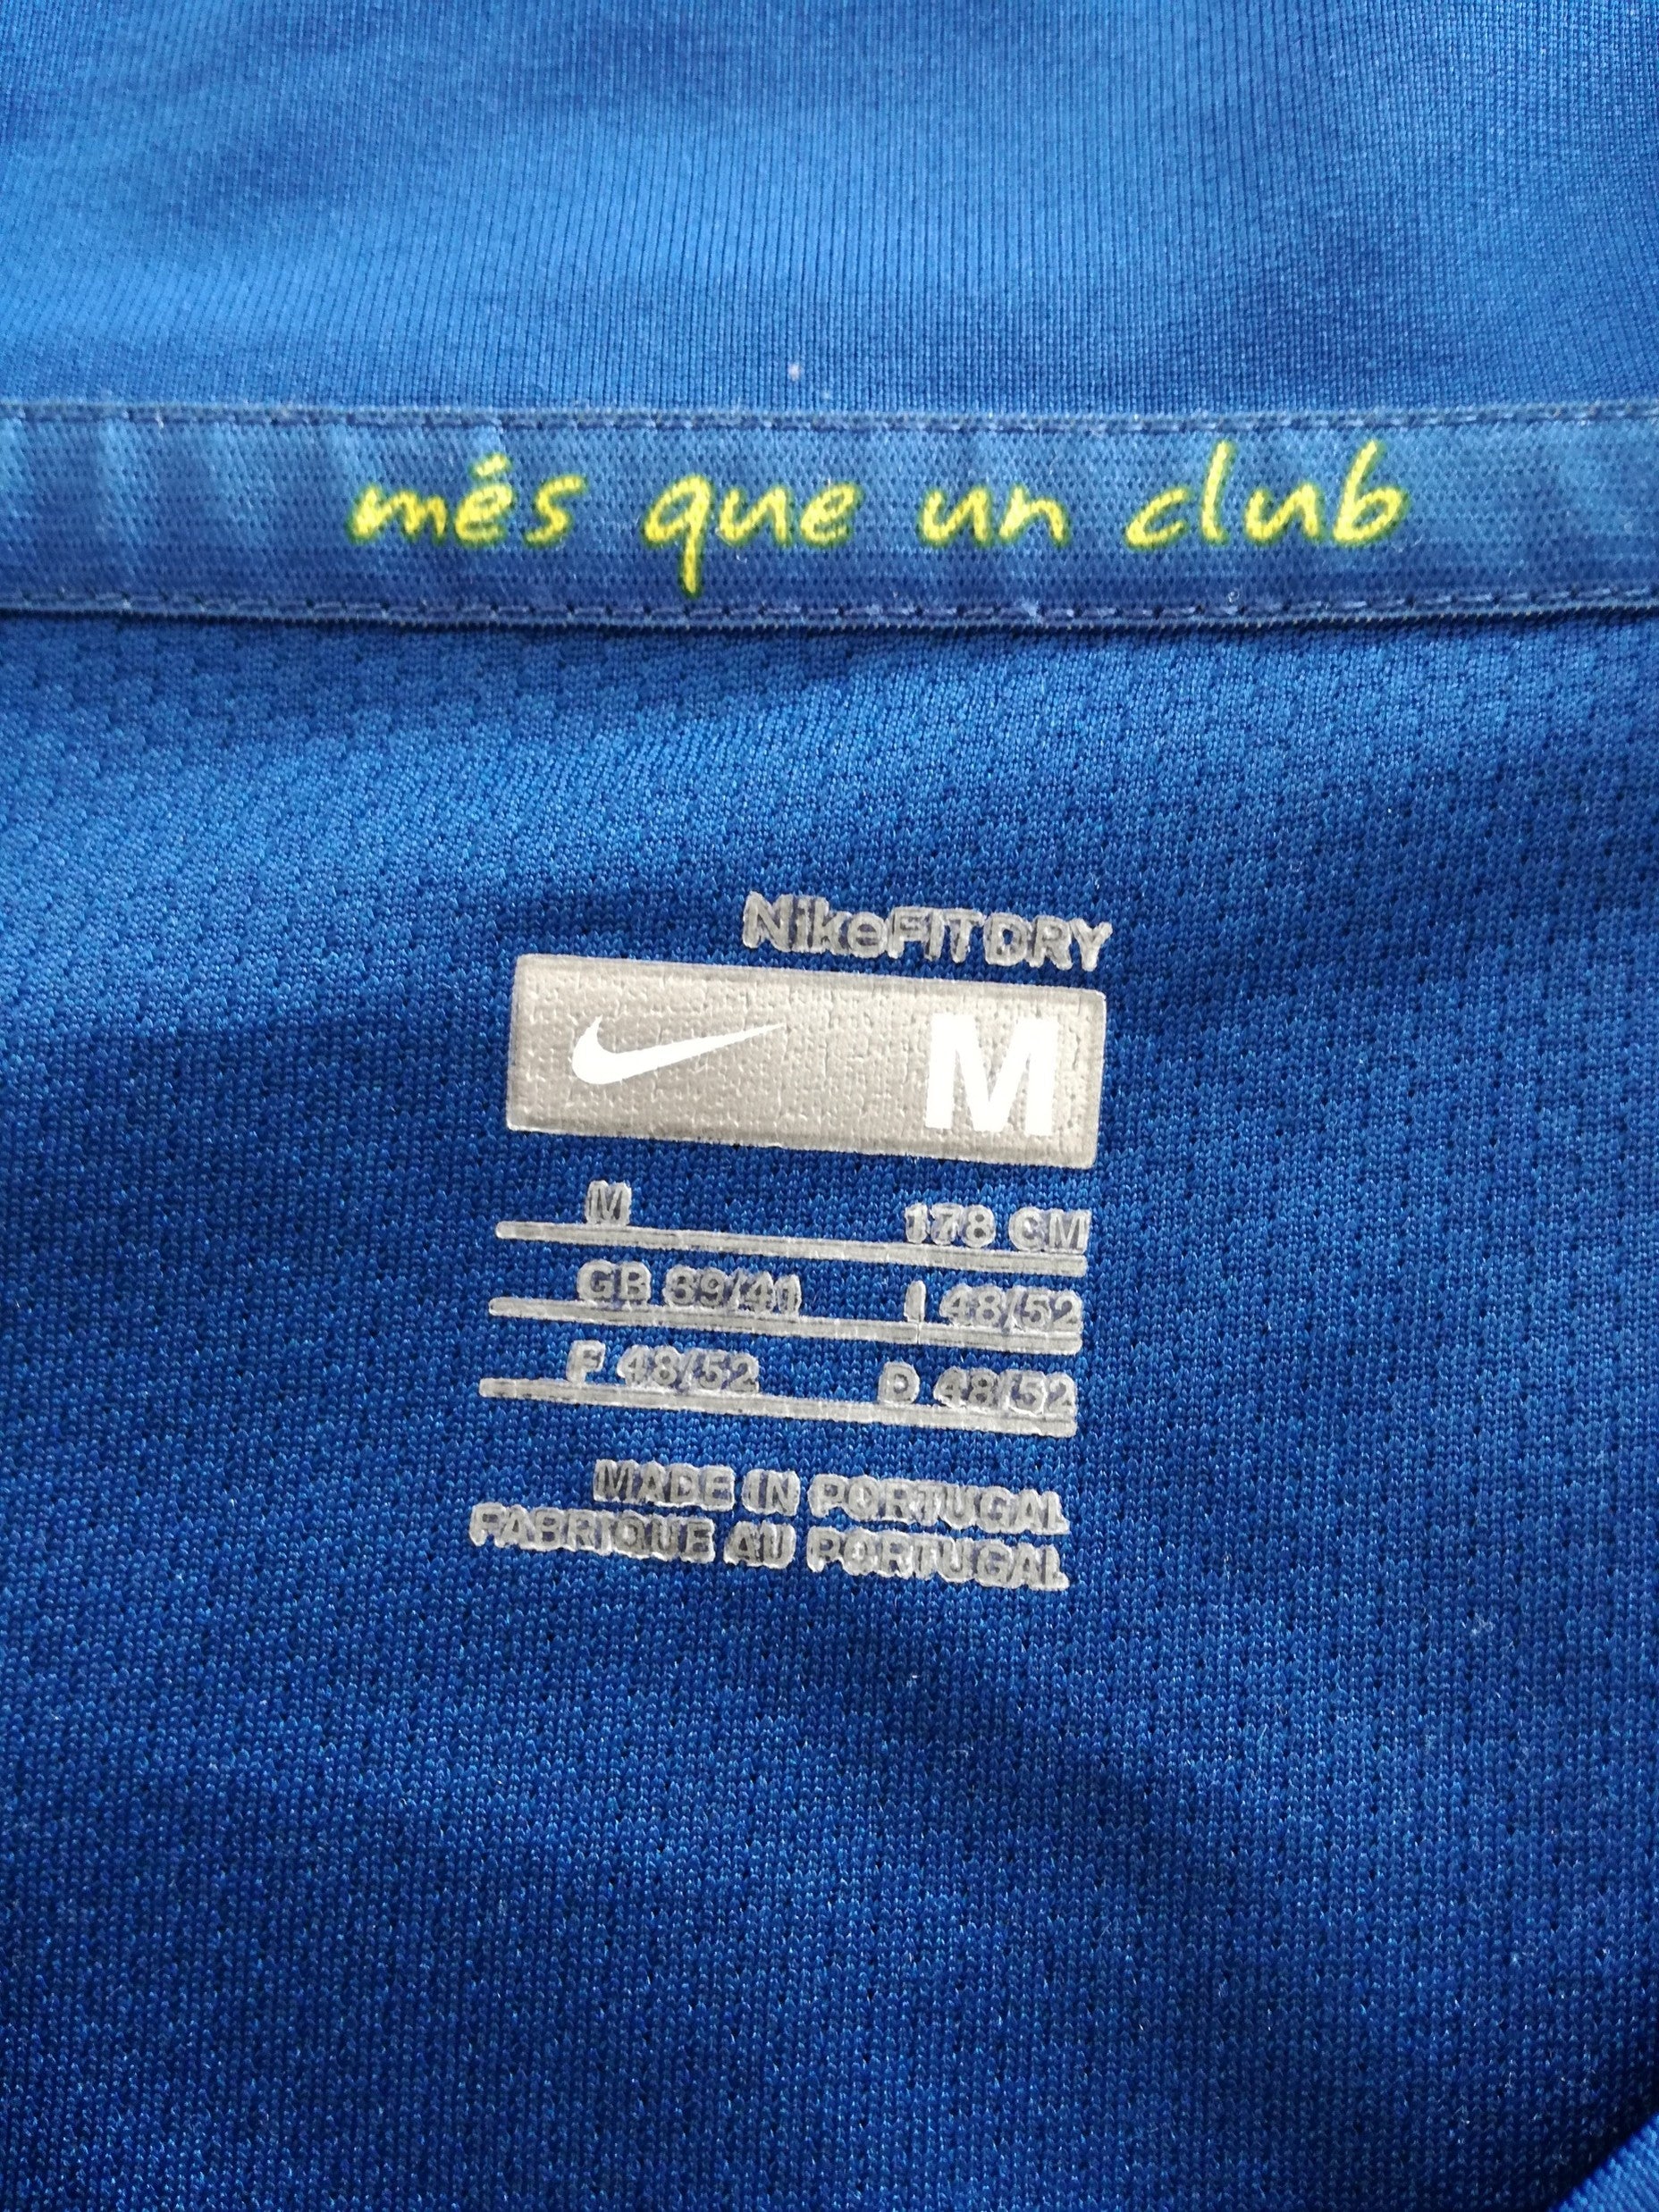 més que un club
NikeFITDRY
M
M 178 CM
GB 39/41 I 48/52
F 48/52 D 48/52
MADE IN PORTUGAL
FABRIQUE AU PORTUGAL